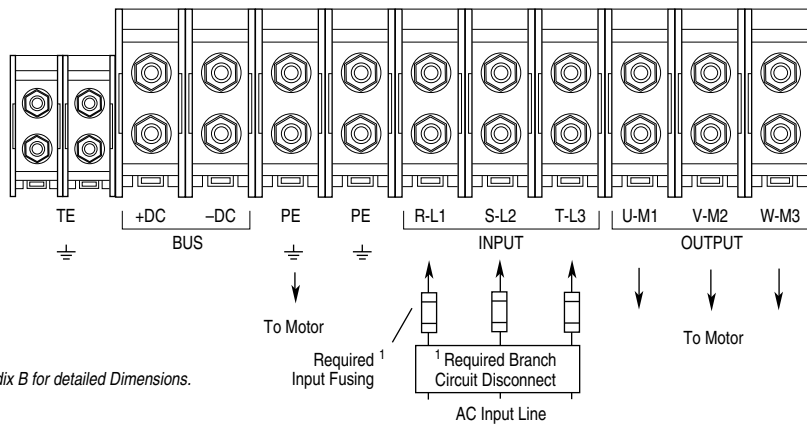 TE +DC –DC PE PE R-L1 S-L2 T-L3 U-M1 V-M2 W-M3
BUS INPUT OUTPUT
To Motor
To Motor
Required 1
Input Fusing
1 Required Branch
Circuit Disconnect
B for detailed Dimensions.
AC Input Line